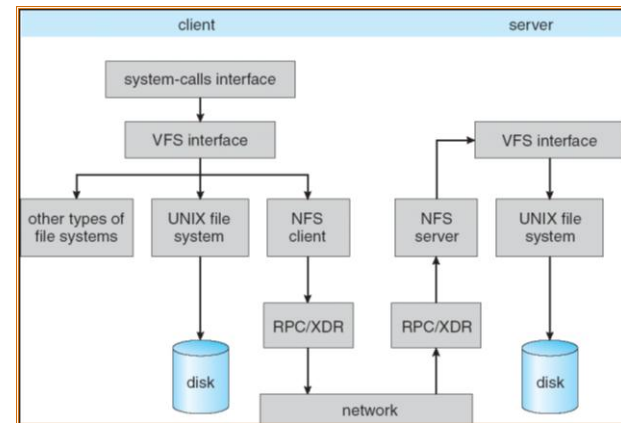 client
server
system-calls interface
VFS interface
VFS interface
other types of
file systems
UNIX file
system
NFS
client
NFS
server
UNIX file
system
RPC/XDR
RPC/XDR
disk
disk
network